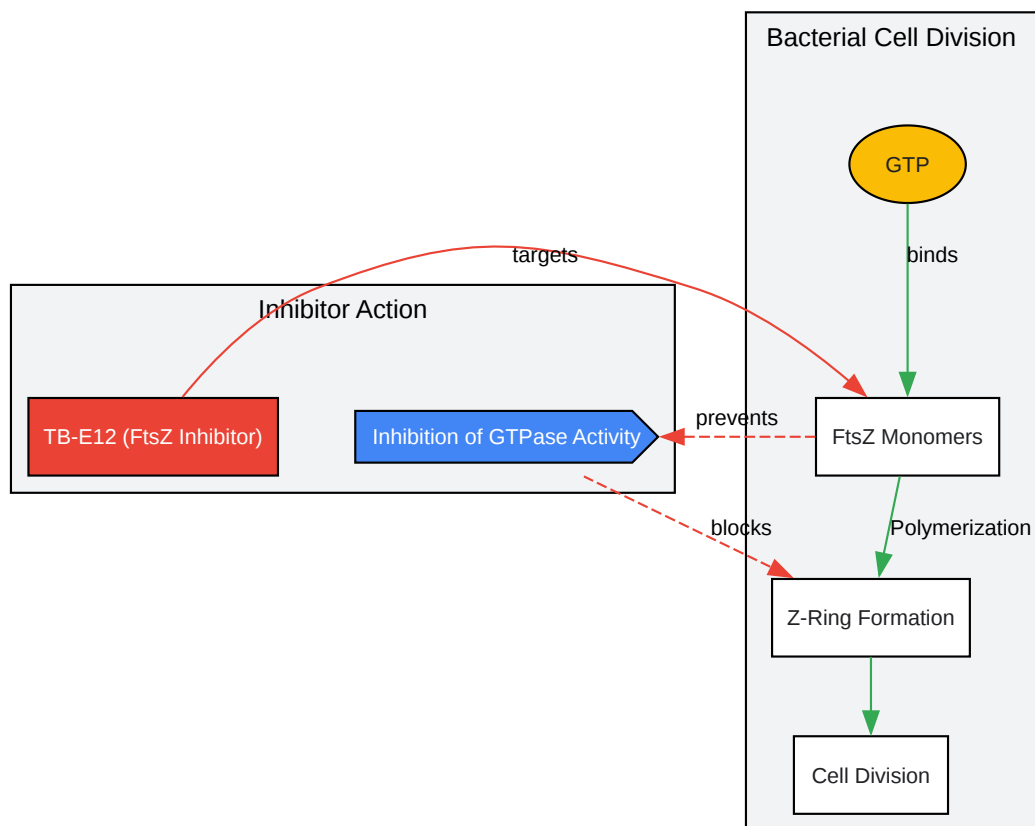 Bacterial Cell Division
GTP
targets
binds
Inhibitor Action
prevents
TB-E12 (FtsZ Inhibitor)
Inhibition of GTPase Activity
FtsZ Monomers
blocks
Polymerization
Z-Ring Formation
Cell Division